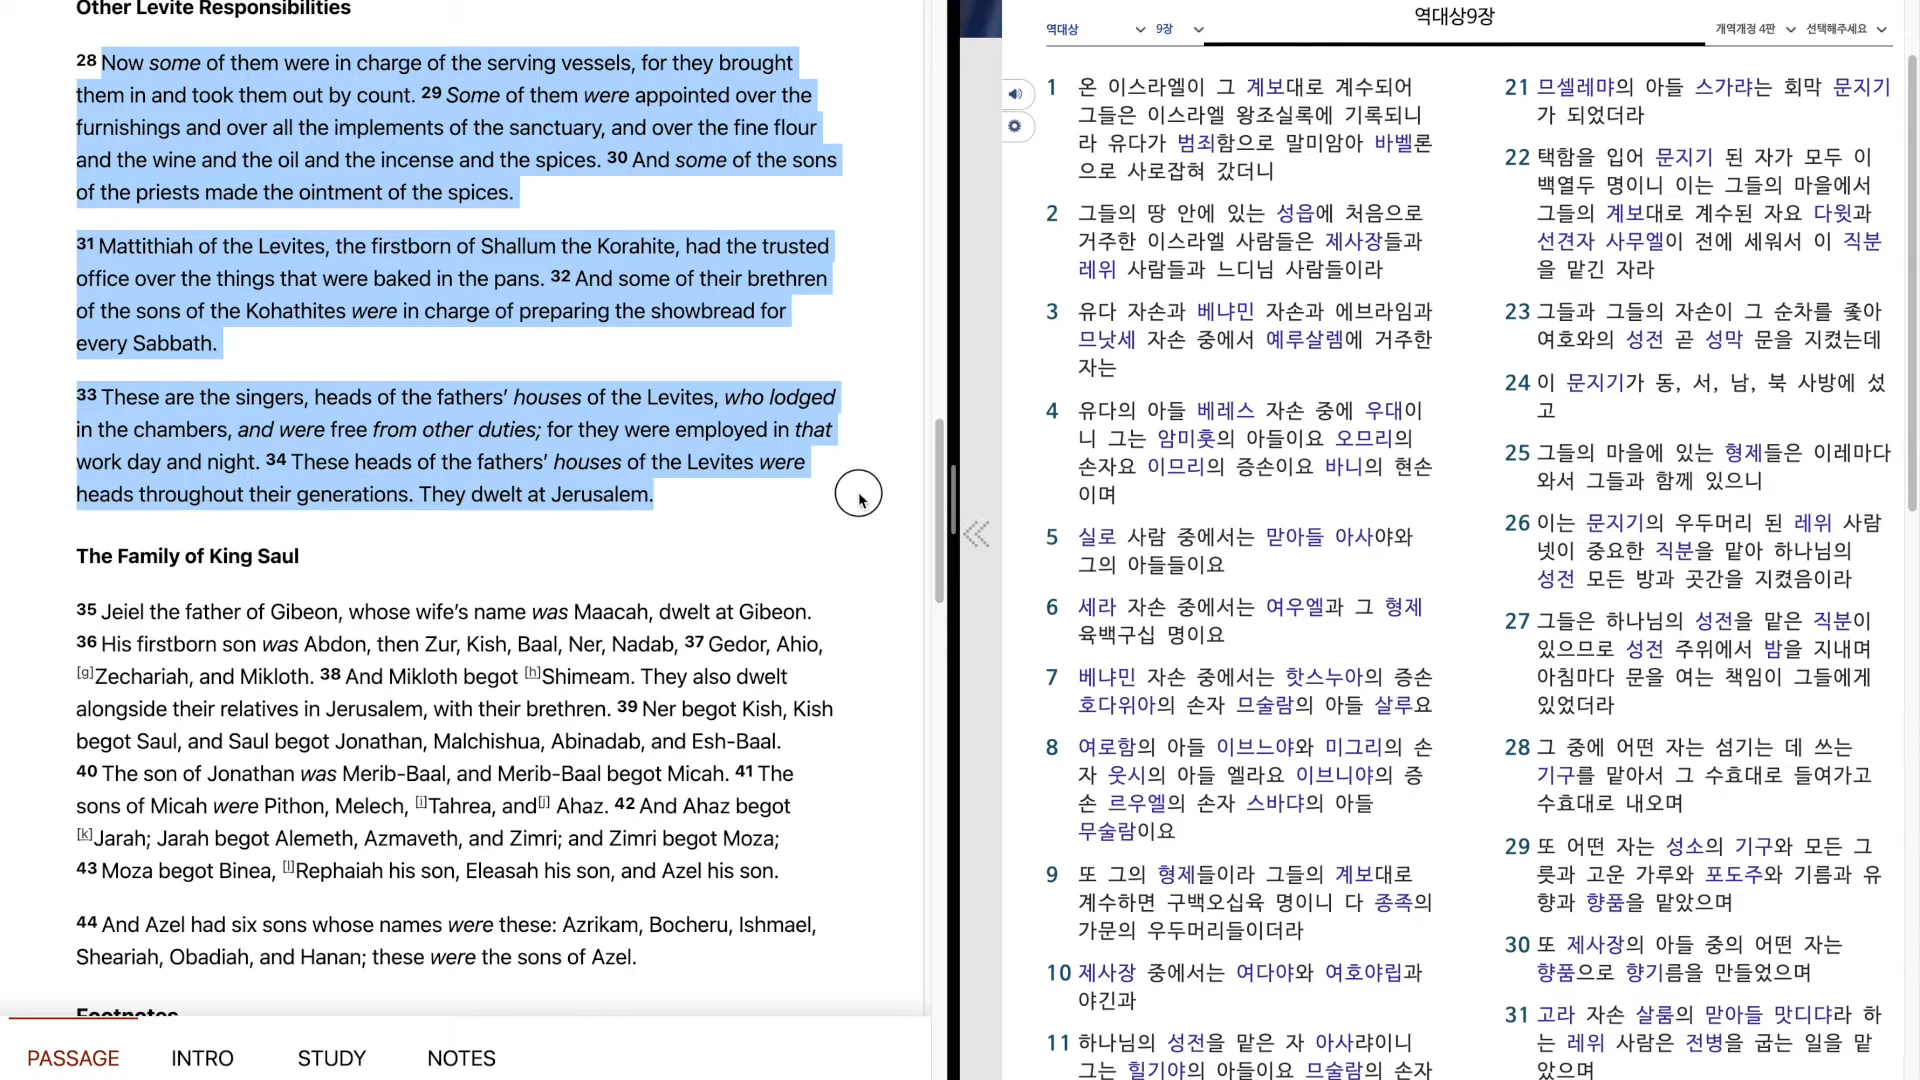 Other Levite Responsibilities
28 Now some of them were in charge of the serving vessels, for they brought
them in and took them out by count. 29 Some of them were appointed over the
furnishings and over all the implements of the sanctuary, and over the fine flour
and the wine and the oil and the incense and the spices. 30 And some of the sons
of the priests made the ointment of the spices.
31 Mattithiah of the Levites, the firstborn of Shallum the Korahite, had the trusted
office over the things that were baked in the pans. 32 And some of their brethren
of the sons of the Kohathites were in charge of preparing the showbread for
every Sabbath.
33 These are the singers, heads of the fathers’ houses of the Levites, who lodged
in the chambers, and were free from other duties; for they were employed in that
work day and night. 34 These heads of the fathers’ houses of the Levites were
heads throughout their generations. They dwelt at Jerusalem.
The Family of King Saul
35 Jeiel the father of Gibeon, whose wife’s name was Maacah, dwelt at Gibeon.
36 His firstborn son was Abdon, then Zur, Kish, Baal, Ner, Nadab, 37 Gedor, Ahio,
[g]Zechariah, and Mikloth. 38 And Mikloth begot [h]Shimeam. They also dwelt
alongside their relatives in Jerusalem, with their brethren. 39 Ner begot Kish, Kish
begot Saul, and Saul begot Jonathan, Malchishua, Abinadab, and Esh-Baal.
40 The son of Jonathan was Merib-Baal, and Merib-Baal begot Micah. 41 The
sons of Micah were Pithon, Melech, [i]Tahrea, and[j] Ahaz. 42 And Ahaz begot
[k]Jarah; Jarah begot Alemeth, Azmaveth, and Zimri; and Zimri begot Moza;
43 Moza begot Binea, [l]Rephaiah his son, Eleasah his son, and Azel his son.
44 And Azel had six sons whose names were these: Azrikam, Bocheru, Ishmael,
Sheariah, Obadiah, and Hanan; these were the sons of Azel.
Footnotes
PASSAGE INTRO STUDY NOTES
역대상9장
역대상 9장 개역개정 4판 선택해주세요
1 온 이스라엘이 그 계보대로 계수되어
그들은 이스라엘 왕조실록에 기록되니
라 유다가 범죄함으로 말미암아 바벨론
으로 사로잡혀 갔더니
2 그들의 땅 안에 있는 성읍에 처음으로
거주한 이스라엘 사람들은 제사장들과
레위 사람들과 느디님 사람들이라
3 유다 자손과 베냐민 자손과 에브라임과
므낫세 자손 중에서 예루살렘에 거주한
자는
4 유다의 아들 베레스 자손 중에 우대이
니 그는 암미훗의 아들이요 오므리의
손자요 이므리의 증손이요 바니의 현손
이며
5 실로 사람 중에서는 맏아들 아사야와
그의 아들들이요
6 세라 자손 중에서는 여우엘과 그 형제
육백구십 명이요
7 베냐민 자손 중에서는 핫스누아의 증손
호다위아의 손자 므술람의 아들 살루요
8 여로함의 아들 이브느야와 미그리의 손
자 웃시의 아들 엘라요 이브니야의 증
손 르우엘의 손자 스바댜의 아들
무술람이요
9 또 그의 형제들이라 그들의 계보대로
계수하면 구백오십육 명이니 다 종족의
가문의 우두머리들이더라
10 제사장 중에서는 여다야와 여호야립과
야긴과
11 하나님의 성전을 맡은 자 아사랴이니
그는 힐기야의 아들이요 므술람의 손자
21 므셀레먀의 아들 스가랴는 회막 문지기
가 되었더라
22 택함을 입어 문지기 된 자가 모두 이
백열두 명이니 이는 그들의 마을에서
그들의 계보대로 계수된 자요 다윗과
선견자 사무엘이 전에 세워서 이 직분
을 맡긴 자라
23 그들과 그들의 자손이 그 순차를 좇아
여호와의 성전 곧 성막 문을 지켰는데
24 이 문지기가 동, 서, 남, 북 사방에 섰
고
25 그들의 마을에 있는 형제들은 이레마다
와서 그들과 함께 있으니
26 이는 문지기의 우두머리 된 레위 사람
넷이 중요한 직분을 맡아 하나님의
성전 모든 방과 곳간을 지켰음이라
27 그들은 하나님의 성전을 맡은 직분이
있으므로 성전 주위에서 밤을 지내며
아침마다 문을 여는 책임이 그들에게
있었더라
28 그 중에 어떤 자는 섬기는 데 쓰는
기구를 맡아서 그 수효대로 들여가고
수효대로 내오며
29 또 어떤 자는 성소의 기구와 모든 그
릇과 고운 가루와 포도주와 기름과 유
향과 향품을 맡았으며
30 또 제사장의 아들 중의 어떤 자는
향품으로 향기름을 만들었으며
31 고라 자손 살룸의 맏아들 맛디댜라 하
는 레위 사람은 전병을 굽는 일을 맡
았으며